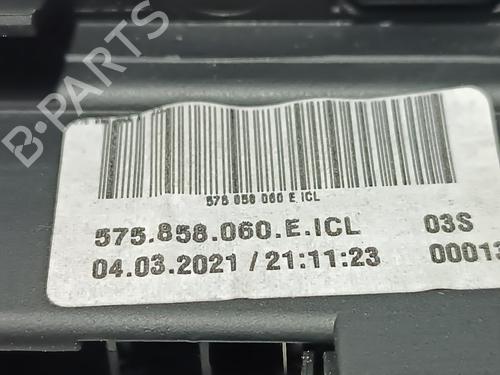 B-PARTS
575 858 060 E ICL
575.858.060.E.ICL 03S
04.03.2021 / 21:11:23 00013